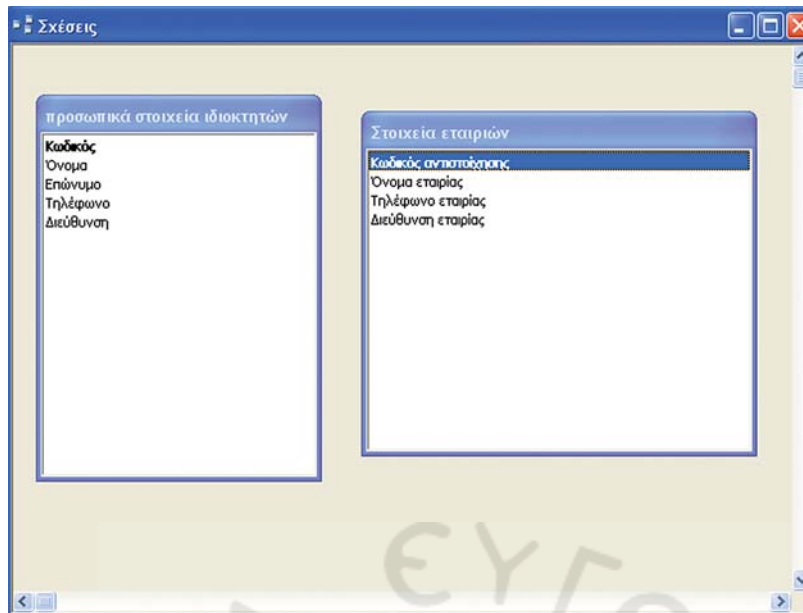 Σχέσεις
προσωπικά στοιχεία ιδιοκτητών
Κωδικός
Όνομα
Επώνυμο
Τηλέφωνο
Διεύθυνση
Στοιχεία εταιριών
Κωδικός αντιστοίχησης
Όνομα εταιρίας
Τηλέφωνο εταιρίας
Διεύθυνση εταιρίας